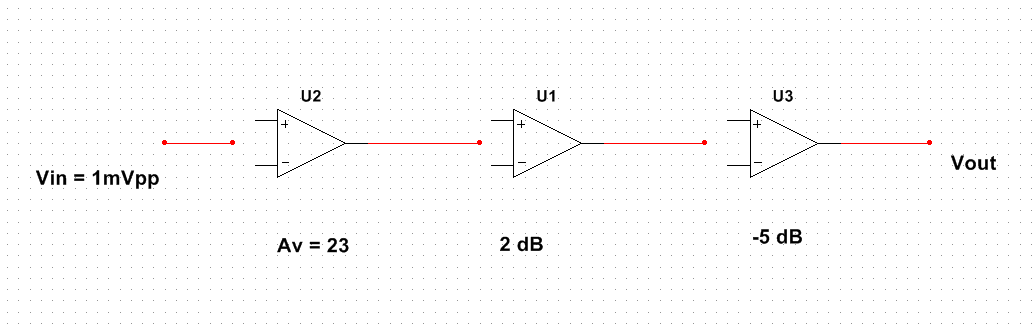 U2
U1
U3
+
+
+
−
−
−
Vin = 1mVpp
Vout
Av = 23
2 dB
-5 dB